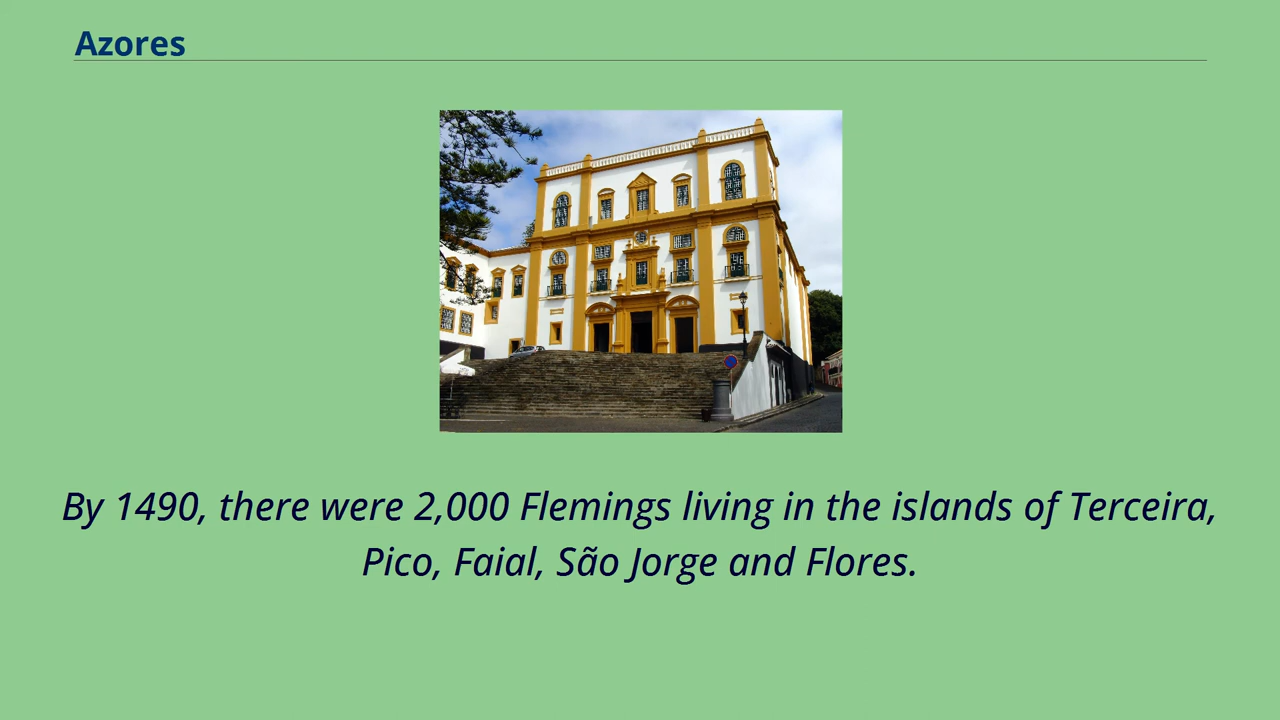 Azores
By 1490, there were 2,000 Flemings living in the islands of Terceira,
Pico, Faial, São Jorge and Flores.